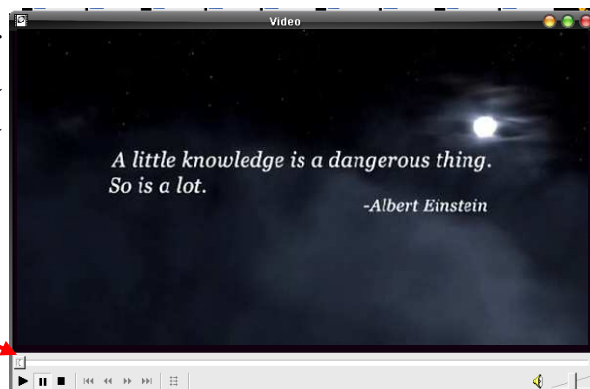 Video
A little knowledge is a dangerous thing.
So is a lot.
-Albert Einstein